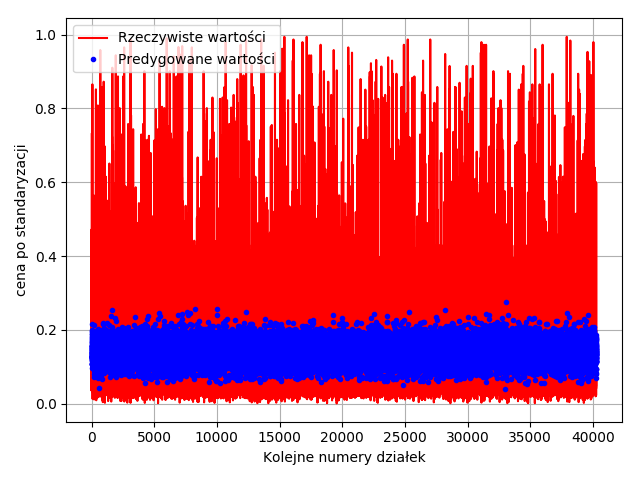 Rzeczywiste wartości
Predygowane wartości
1.0
0.8
0.6
0.4
0.2
0.0
cena po standaryzacji
0 5000 10000 15000 20000 25000 30000 35000 40000
Kolejne numery działek